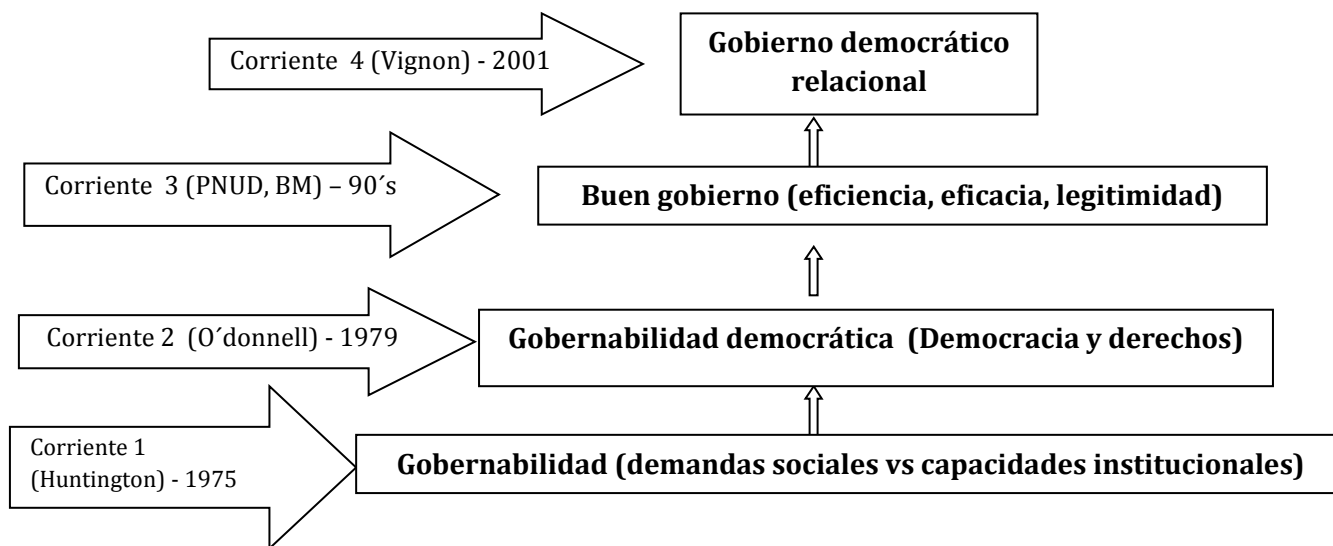 Corriente 4 (Vignon) - 2001
Gobierno democrático
relacional
Corriente 3 (PNUD, BM) – 90´s
Buen gobierno (eficiencia, eficacia, legitimidad)
Corriente 2 (O´donnell) - 1979
Gobernabilidad democrática (Democracia y derechos)
Corriente 1
(Huntington) - 1975
Gobernabilidad (demandas sociales vs capacidades institucionales)